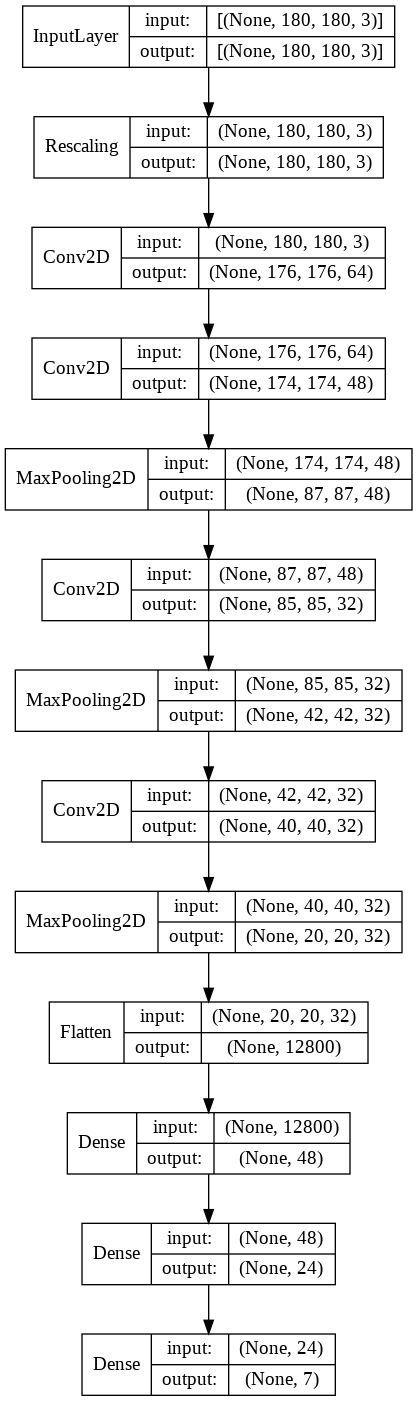 InputLayer
input: [(None, 180, 180, 3)]
output: [(None, 180, 180, 3)]
Rescaling
input: (None, 180, 180, 3)
output: (None, 180, 180, 3)
Conv2D
input: (None, 180, 180, 3)
output: (None, 176, 176, 64)
Conv2D
input: (None, 176, 176, 64)
output: (None, 174, 174, 48)
MaxPooling2D
input: (None, 174, 174, 48)
output: (None, 87, 87, 48)
Conv2D
input: (None, 87, 87, 48)
output: (None, 85, 85, 32)
MaxPooling2D
input: (None, 85, 85, 32)
output: (None, 42, 42, 32)
Conv2D
input: (None, 42, 42, 32)
output: (None, 40, 40, 32)
MaxPooling2D
input: (None, 40, 40, 32)
output: (None, 20, 20, 32)
Flatten
input: (None, 20, 20, 32)
output: (None, 12800)
Dense
input: (None, 12800)
output: (None, 48)
Dense
input: (None, 48)
output: (None, 24)
Dense
input: (None, 24)
output: (None, 7)